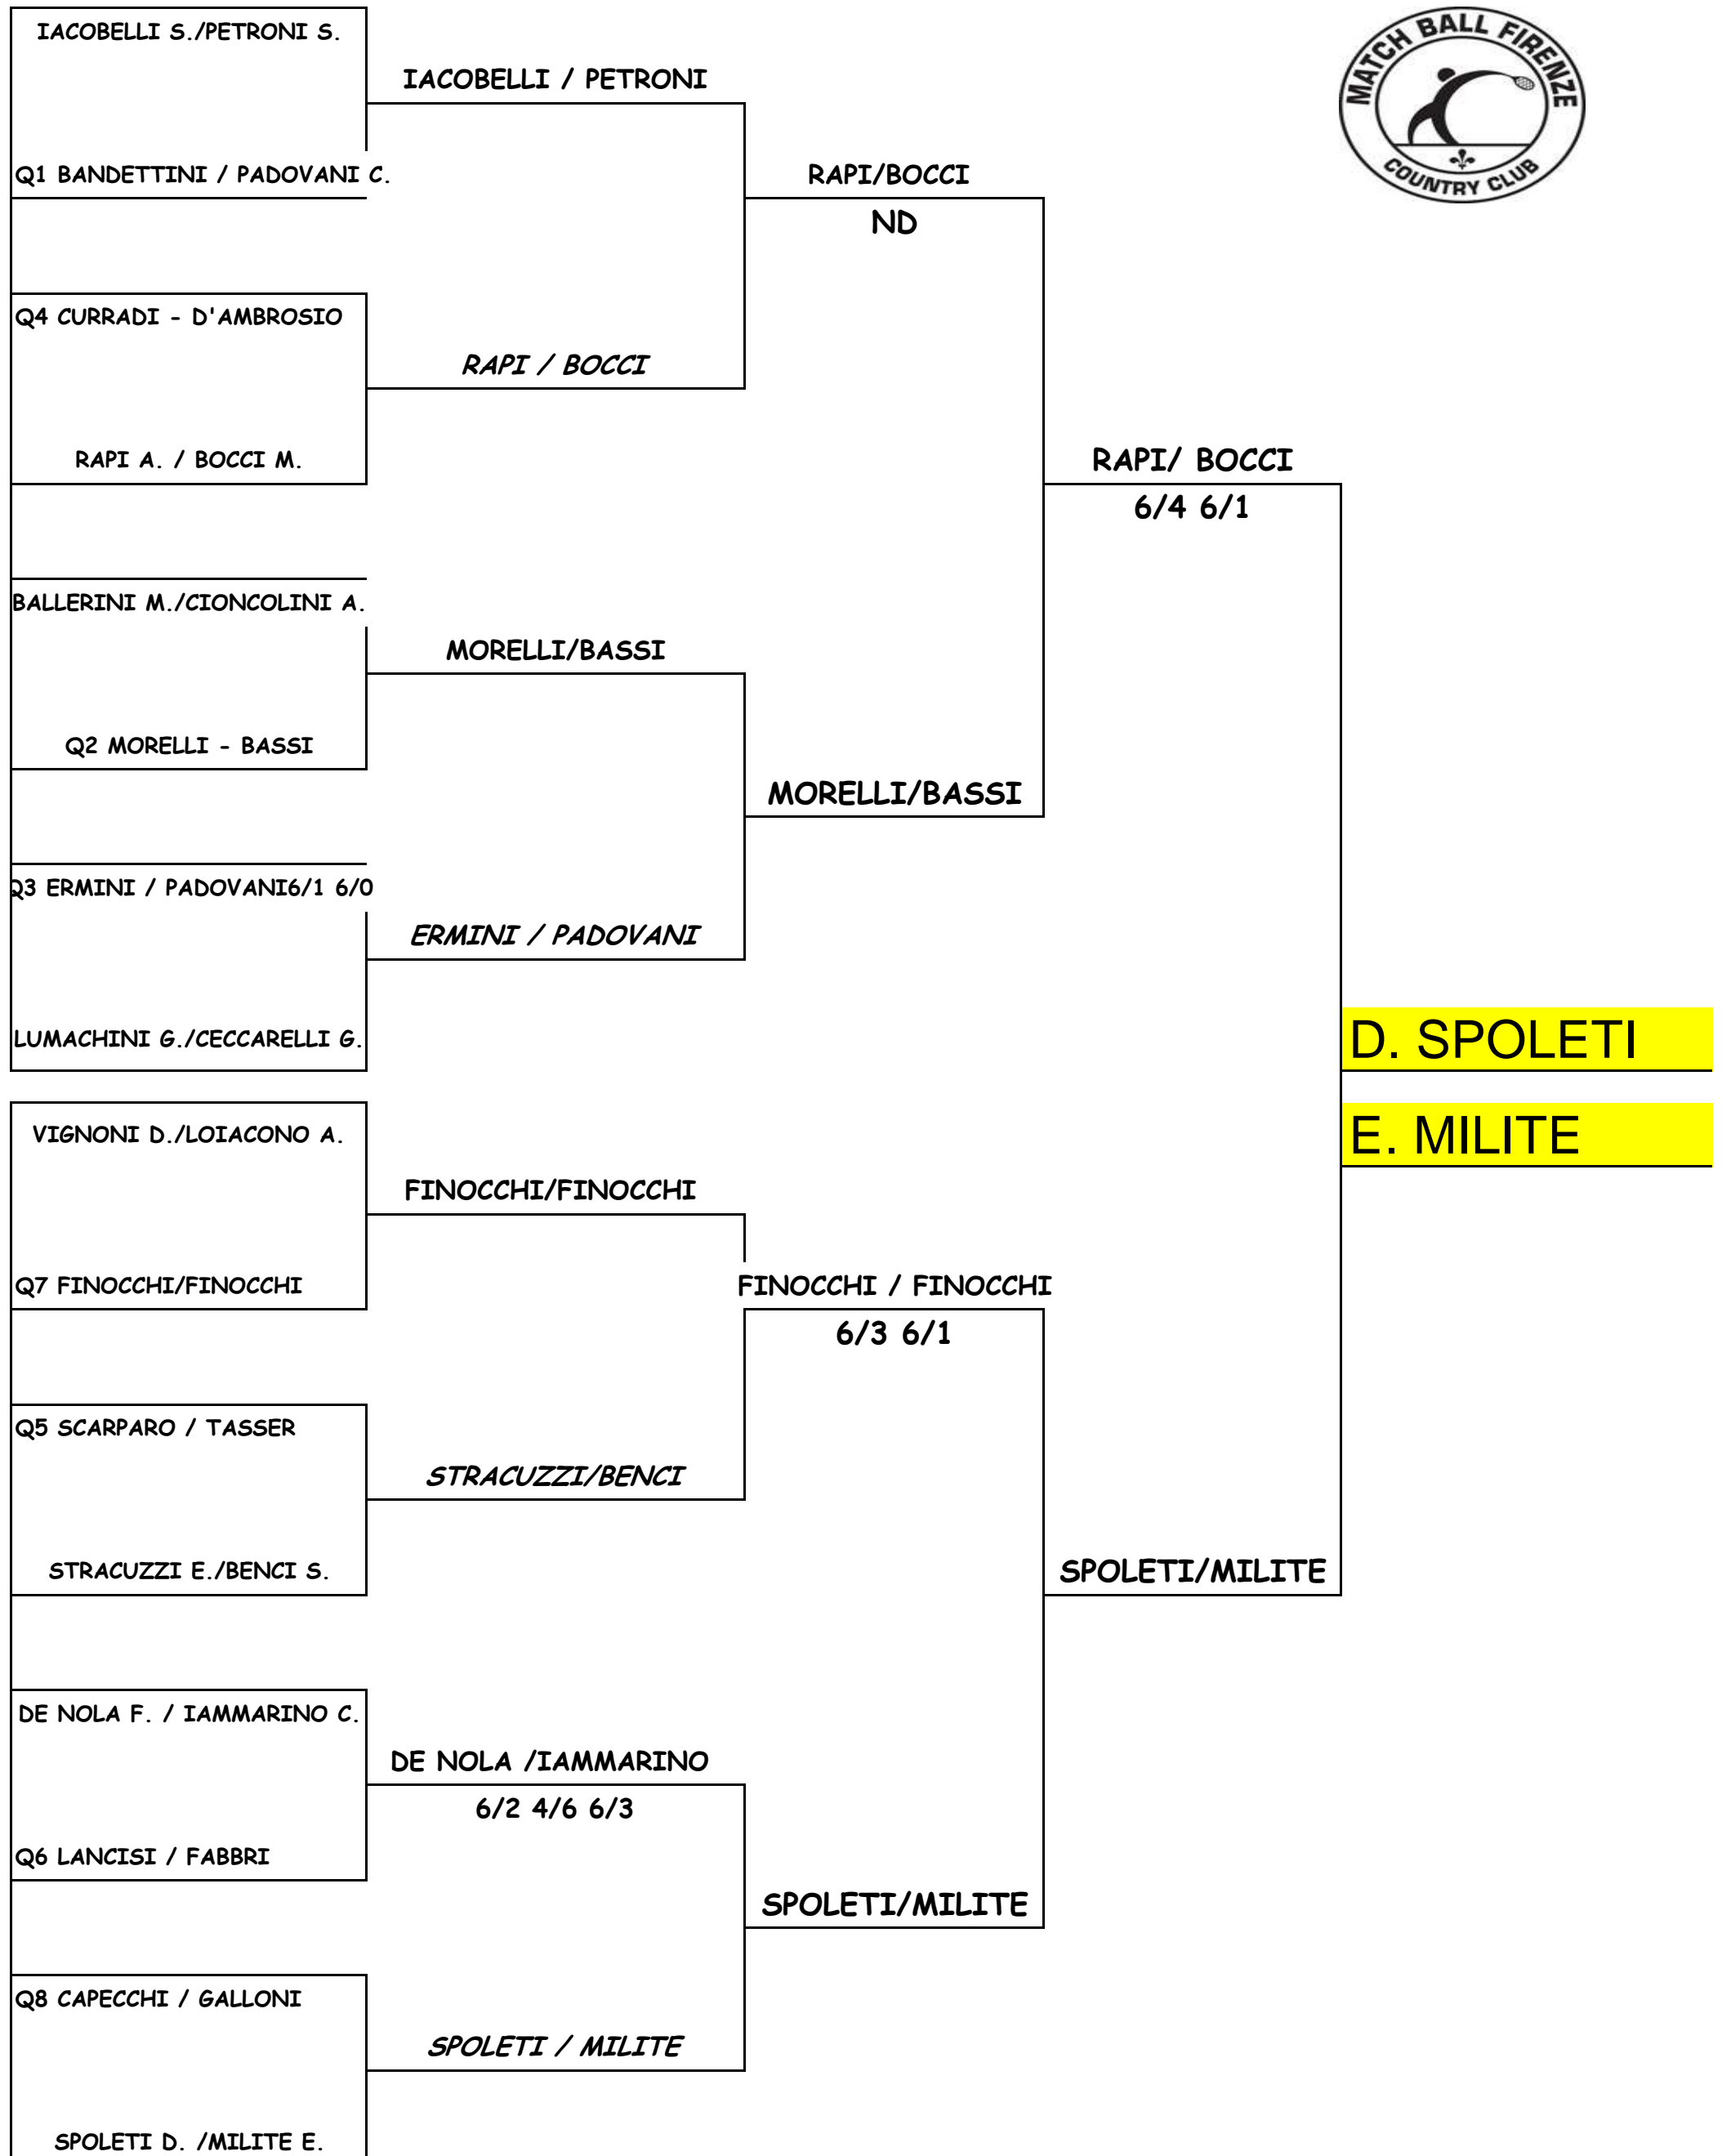 IACOBELLI S./PETRONI S.
MATCH BALL FIRENZE
COUNTRY CLUB
IACOBELLI / PETRONI
Q1 BANDETTINI / PADOVANI C.
RAPI/BOCCI
ND
Q4 CURRADI - D'AMBROSIO
RAPI / BOCCI
RAPI A. / BOCCI M.
RAPI/ BOCCI
6/4 6/1
BALLERINI M./CIONCOLINI A.
MORELLI/BASSI
Q2 MORELLI - BASSI
MORELLI/BASSI
Q3 ERMINI / PADOVANI6/1 6/0
ERMINI / PADOVANI
LUMACHINI G./CECCARELLI G.
D. SPOLETI
VIGNONI D./LOIACONO A.
E. MILITE
FINOCCHI/FINOCCHI
Q7 FINOCCHI/FINOCCHI
FINOCCHI / FINOCCHI
6/3 6/1
Q5 SCARPARO / TASSER
STRACUZZI/BENCI
STRACUZZI E./BENCI S.
SPOLETI/MILITE
DE NOLA F. / IAMMARINO C.
DE NOLA /IAMMARINO
6/2 4/6 6/3
Q6 LANCISI / FABBRI
SPOLETI/MILITE
Q8 CAPECCHI / GALLONI
SPOLETI / MILITE
SPOLETI D. /MILITE E.